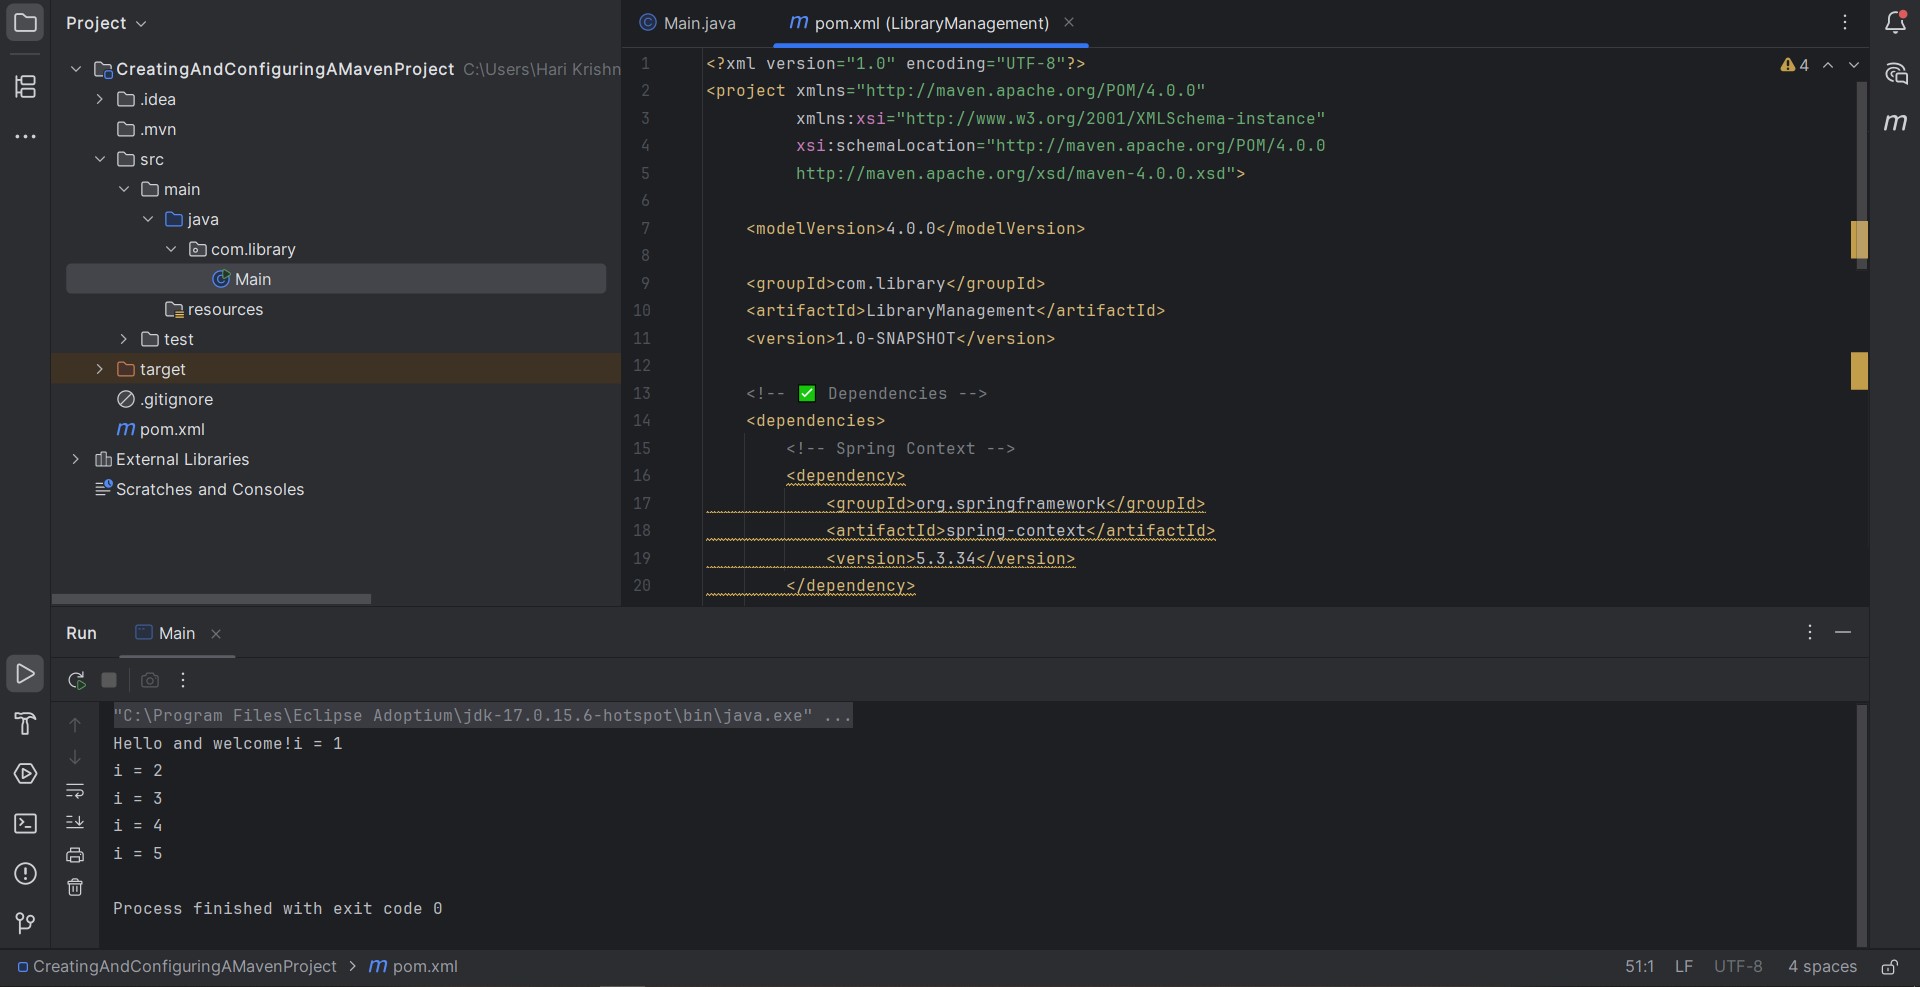 Project
CreatingAndConfiguringAMavenProject C:\Users\Hari Krishn
.idea
.mvn
src
main
java
com.library
Main
resources
test
target
.gitignore
pom.xml
External Libraries
Scratches and Consoles
Main.java
pom.xml (LibraryManagement)
4
1 <?xml version="1.0" encoding="UTF-8"?>
2 <project xmlns="http://maven.apache.org/POM/4.0.0"
3 xmlns:xsi="http://www.w3.org/2001/XMLSchema-instance"
4 xsi:schemaLocation="http://maven.apache.org/POM/4.0.0
5 http://maven.apache.org/xsd/maven-4.0.0.xsd">
6
7 <modelVersion>4.0.0</modelVersion>
8
9 <groupId>com.library</groupId>
10 <artifactId>LibraryManagement</artifactId>
11 <version>1.0-SNAPSHOT</version>
12
13 <!-- ✅ Dependencies -->
14 <dependencies>
15 <!-- Spring Context -->
16 <dependency>
17 <groupId>org.springframework</groupId>
18 <artifactId>spring-context</artifactId>
19 <version>5.3.34</version>
20 </dependency>
Run Main
"C:\Program Files\Eclipse Adoptium\jdk-17.0.15.6-hotspot\bin\java.exe" ...
Hello and welcome!i = 1
i = 2
i = 3
i = 4
i = 5
Process finished with exit code 0
CreatingAndConfiguringAMavenProject > pom.xml
51:1 LF UTF-8 4 spaces